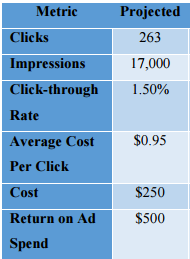 Metric Projected
Clicks 263
Impressions 17,000
Click-through 1.50%
Rate
Average Cost $0.95
Per Click
Cost $250
Return on Ad $500
Spend